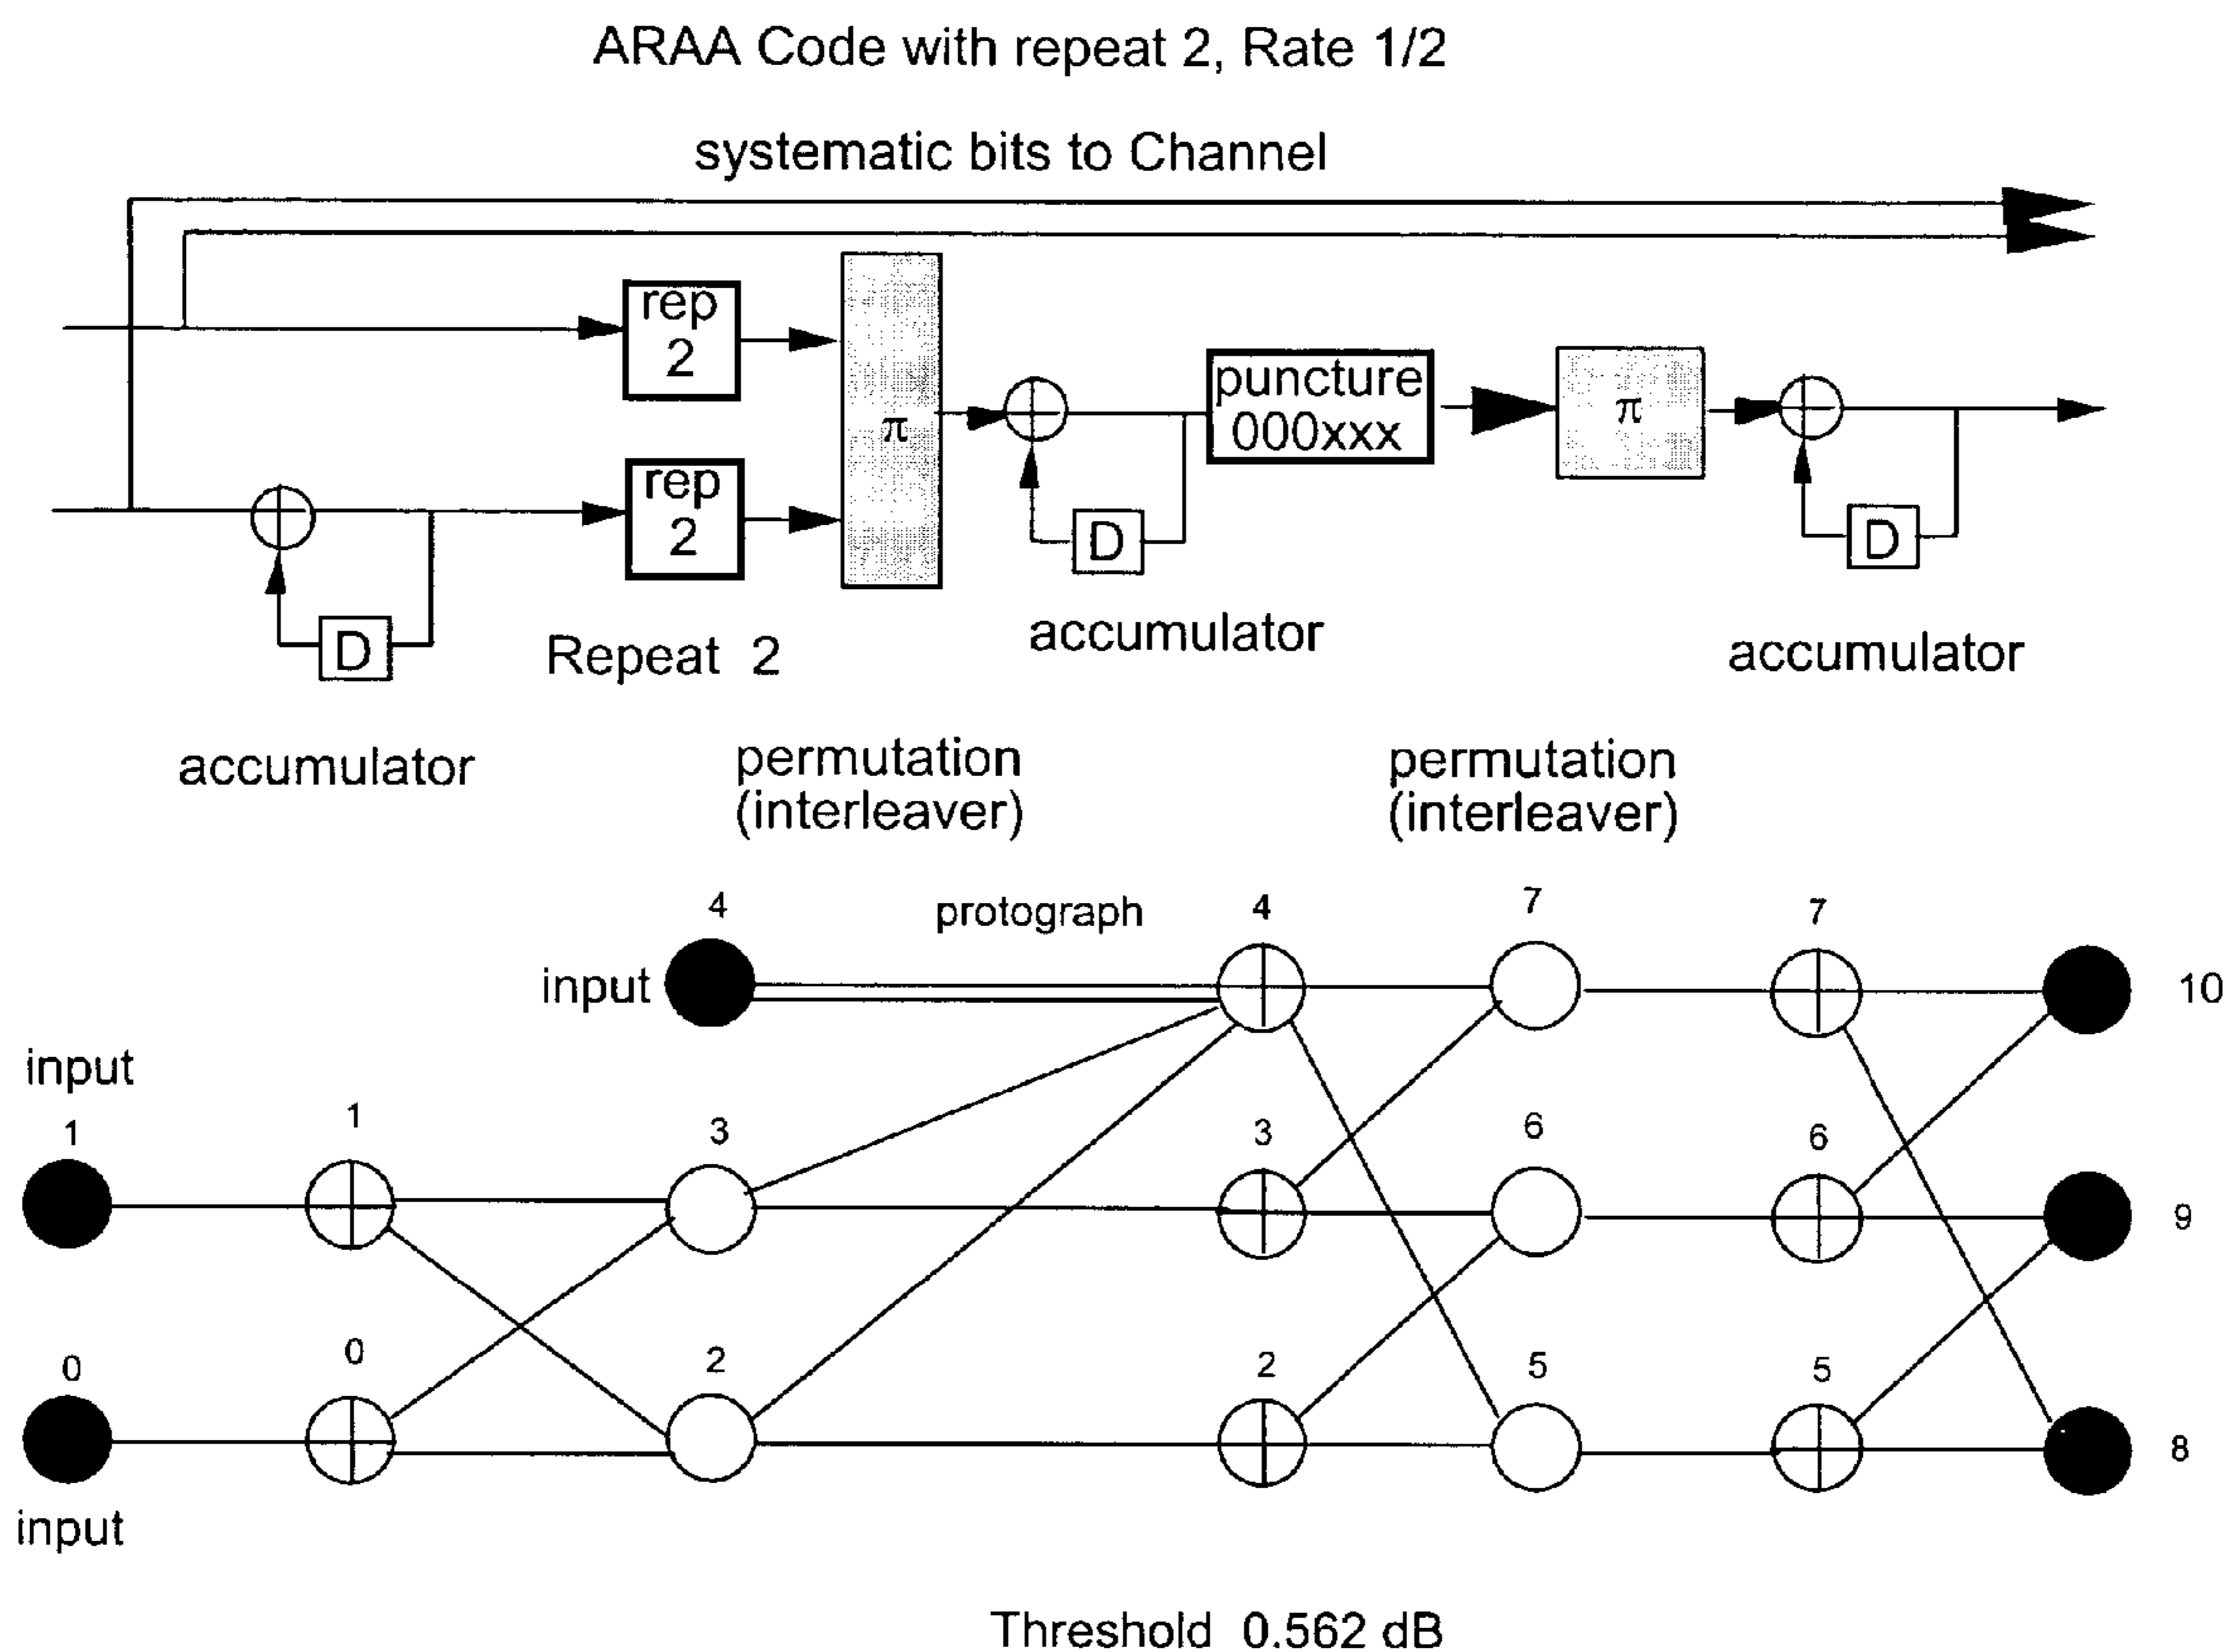 ARAA Code with repeat 2, Rate 1/2
systematic bits to Channel
rep
2
puncture
000xxx
π
π
rep
2
D
D
accumulator
D
Repeat 2
accumulator
accumulator
permutation
(interleaver)
permutation
(interleaver)
4
protograph
4
7
7
input
10
input
1
1
3
3
6
6
9
0
0
2
2
5
5
8
input
Threshold 0.562 dB